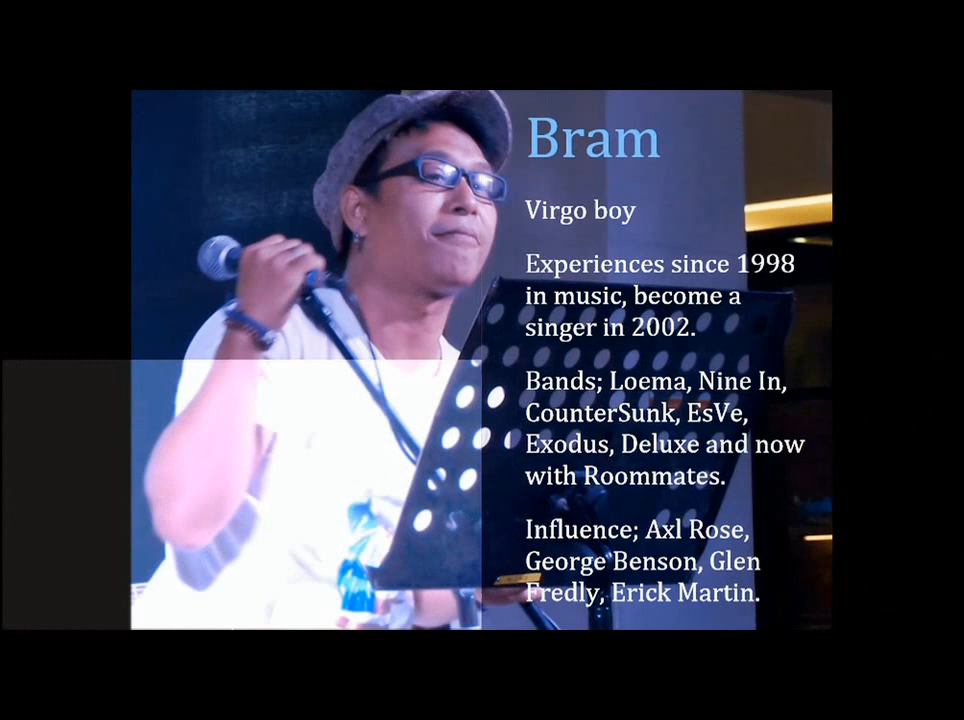 Bram
Virgo boy
Experiences since 1998
in music, become a
singer in 2002.
Bands; Loema, Nine In,
CounterSunk, EsVe,
Exodus, Deluxe and now
with Roommates.
Influence; Axl Rose,
George Benson, Glen
Fredly, Erick Martin.